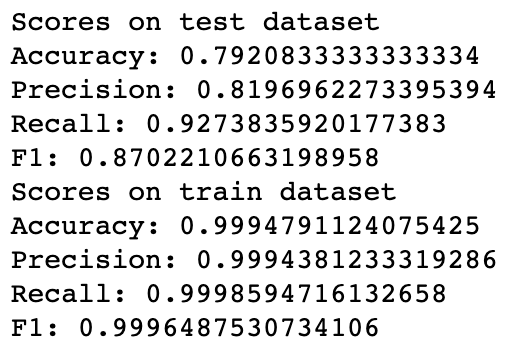 Scores on test dataset
Accuracy: 0.7920833333333334
Precision: 0.8196962273395394
Recall: 0.9273835920177383
F1: 0.8702210663198958
Scores on train dataset
Accuracy: 0.9994791124075425
Precision: 0.9994381233319286
Recall: 0.9998594716132658
F1: 0.9996487530734106